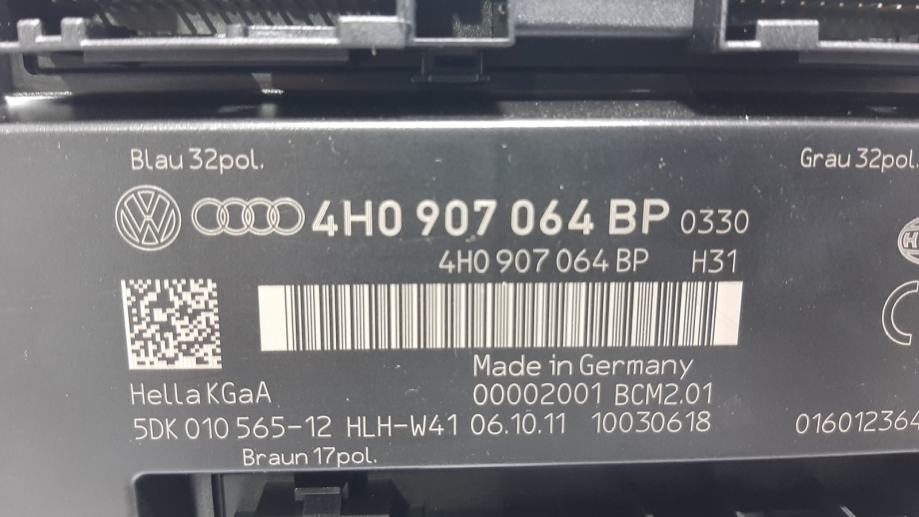 Blau 32pol. Grau 32pol.
4H0 907 064 BP 0330
4H0 907 064 BP H31
Made in Germany
Hella KGaA 00002001 BCM2.01
5DK 010 565-12 HLH-W41 06.10.11 10030618 016012364
Braun 17pol.